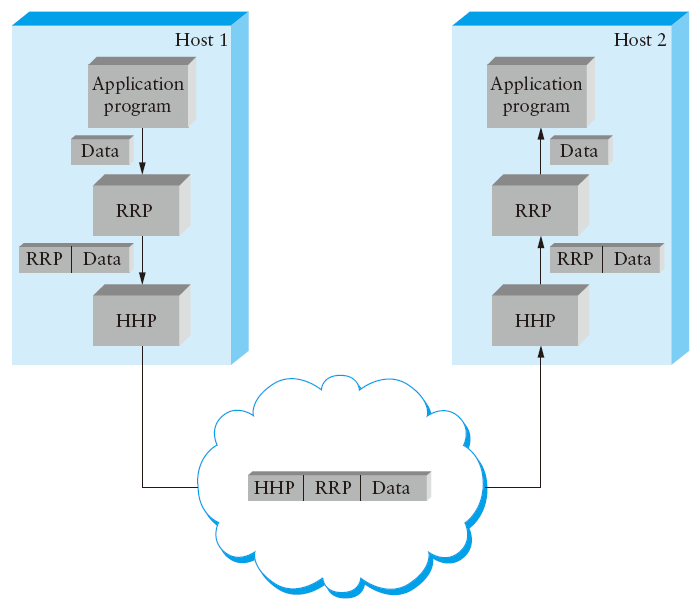 Host 1
Application
program
Data
RRP
RRP Data
HHP
Host 2
Application
program
Data
RRP
RRP Data
HHP
HHP RRP Data